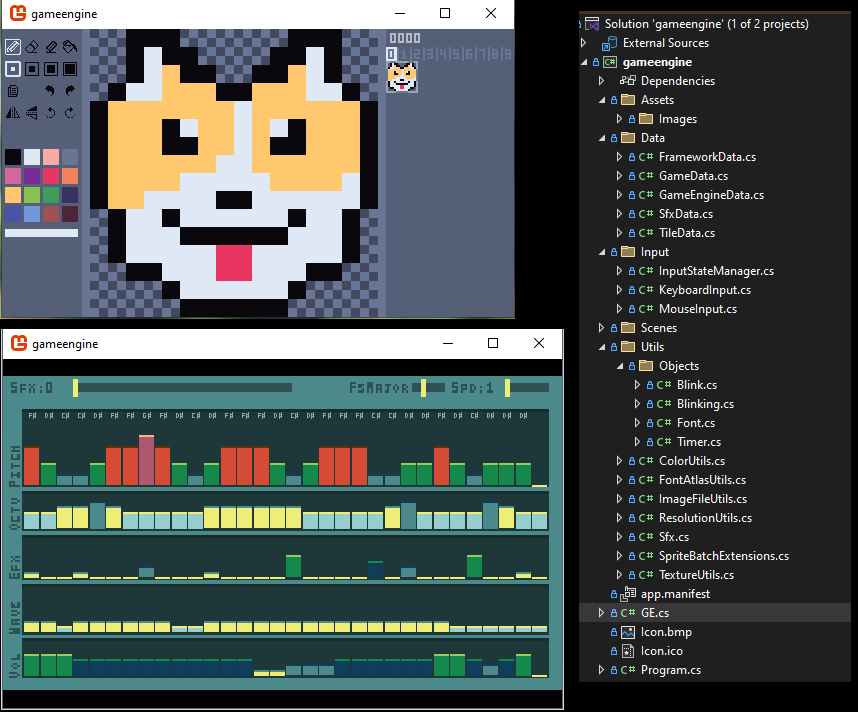 gameengine
0000
0|1|2|3|4|5|6|7|8|9
gameengine
Sfx:0
F#Major
Spd:1
F# D# C# C# D# F# F# G# F# D# C# D# F# F# F# D# C# D# F# F# F# C# C# D# D# F# D# C# D# D# D#
Pitch
Octv
Efx
Wave
Vol
Solution 'gameengine' (1 of 2 projects)
External Sources
C# gameengine
Dependencies
Assets
Images
Data
C# FrameworkData.cs
C# GameData.cs
C# GameEngineData.cs
C# SfxData.cs
C# TileData.cs
Input
C# InputStateManager.cs
C# KeyboardInput.cs
C# MouseInput.cs
Scenes
Utils
Objects
C# Blink.cs
C# Blinking.cs
C# Font.cs
C# Timer.cs
C# ColorUtils.cs
C# FontAtlasUtils.cs
C# ImageFileUtils.cs
C# ResolutionUtils.cs
C# Sfx.cs
C# SpriteBatchExtensions.cs
C# TextureUtils.cs
app.manifest
C# GE.cs
Icon.bmp
Icon.ico
C# Program.cs